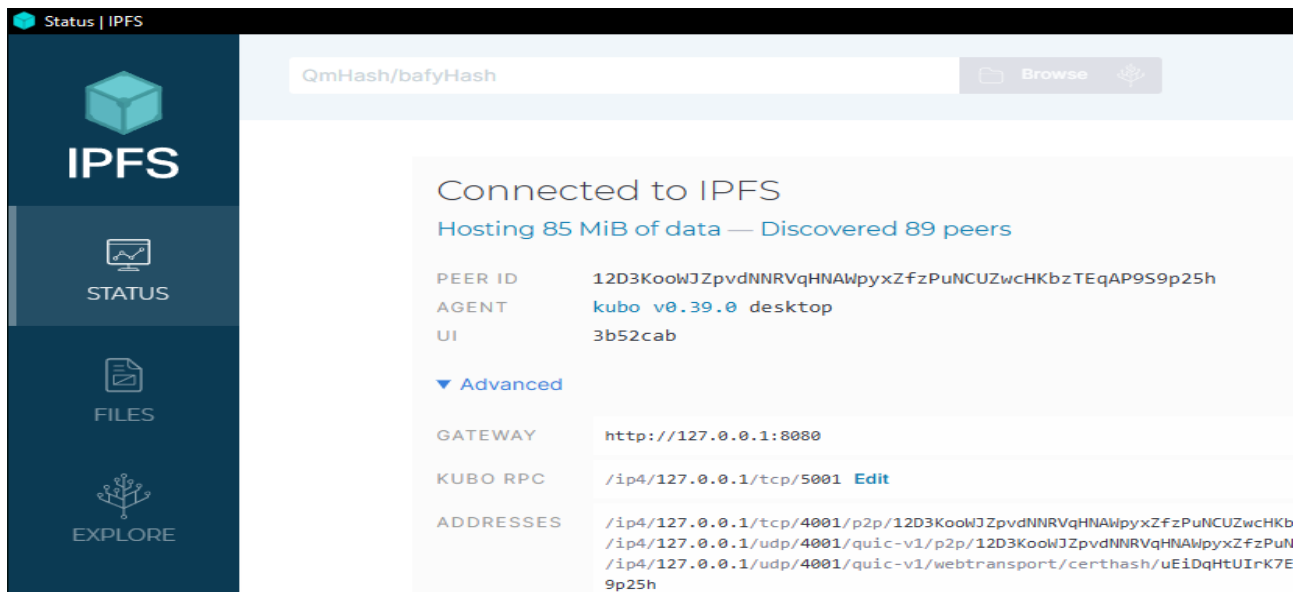 Status | IPFS
QmHash/bafyHash
Browse
IPFS
STATUS
FILES
EXPLORE
Connected to IPFS
Hosting 85 MiB of data — Discovered 89 peers
PEER ID 12D3KooWJZpvdNNRVqHNAWpyxZfzPuNCUZwcHKbzTEqAP9S9p25h
AGENT kubo v0.39.0 desktop
UI 3b52cab
▼ Advanced
GATEWAY http://127.0.0.1:8080
KUBO RPC /ip4/127.0.0.1/tcp/5001 Edit
ADDRESSES /ip4/127.0.0.1/tcp/4001/p2p/12D3KooWJZpvdNNRVqHNAWpyxZfzPuNCUZwcHKb
/ip4/127.0.0.1/udp/4001/quic-v1/p2p/12D3KooWJZpvdNNRVqHNAWpyxZfzPuN
/ip4/127.0.0.1/udp/4001/quic-v1/webtransport/certhash/uEiDqHtUIrK7E
9p25h